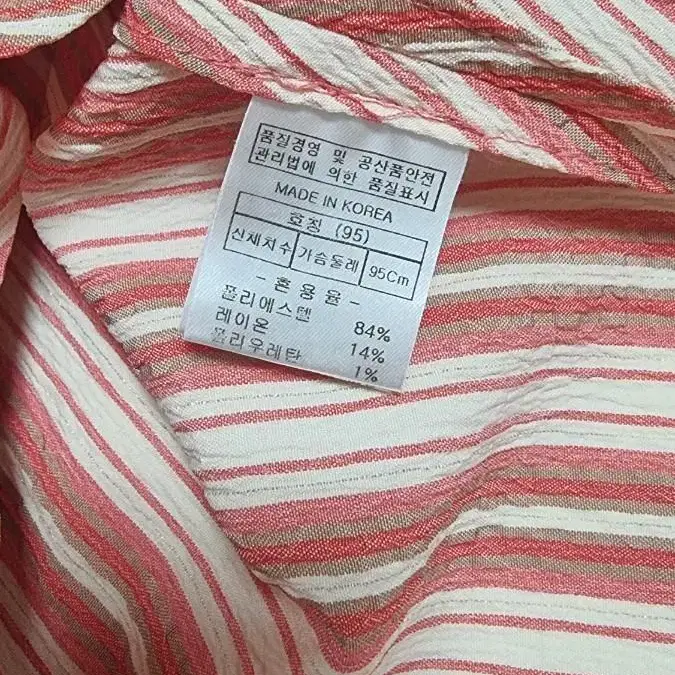 품질경영 및 공산품안전
관리법에 의한 품질표시
MADE IN KOREA
호칭 (95)
신체치수 가슴둘레 95Cm
- 혼용율 -
폴리에스텔 84%
레이온 14%
폴리우레탄 1%